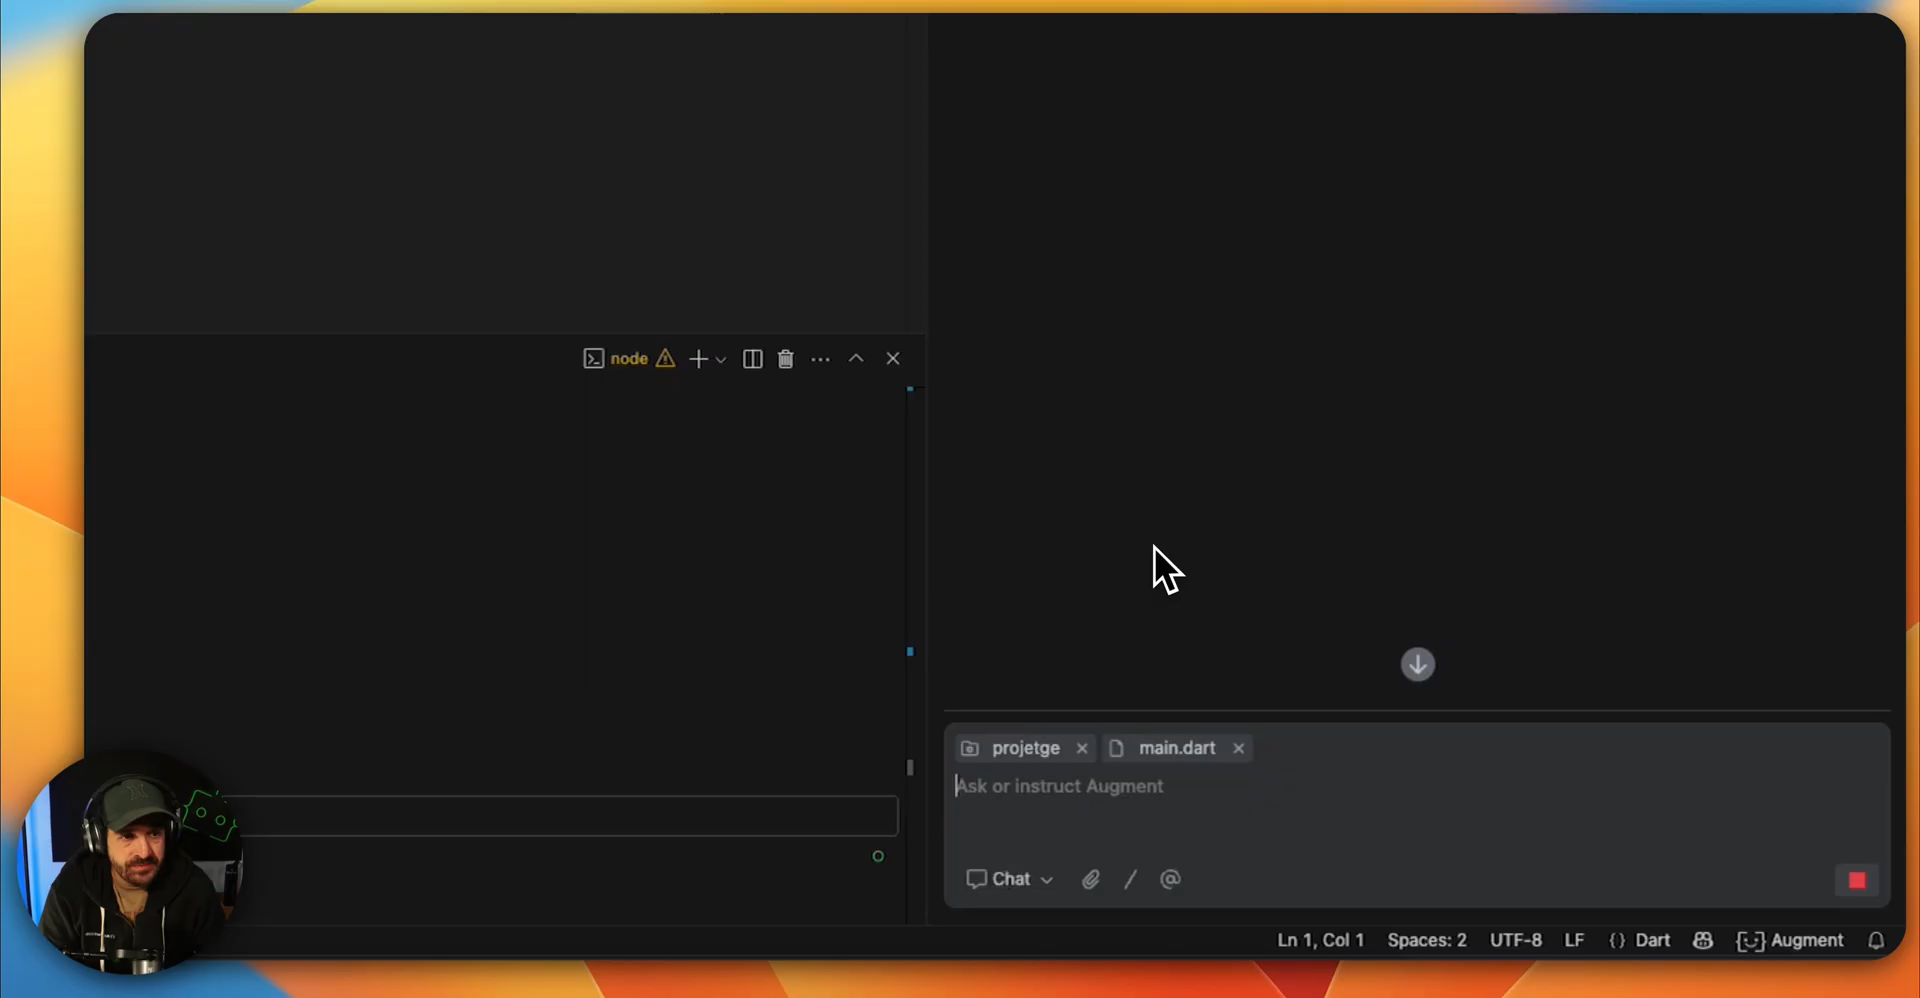 node
projetge
main.dart
Ask or instruct Augment
Chat
Ln 1, Col 1 Spaces: 2 UTF-8 LF {} Dart Augment